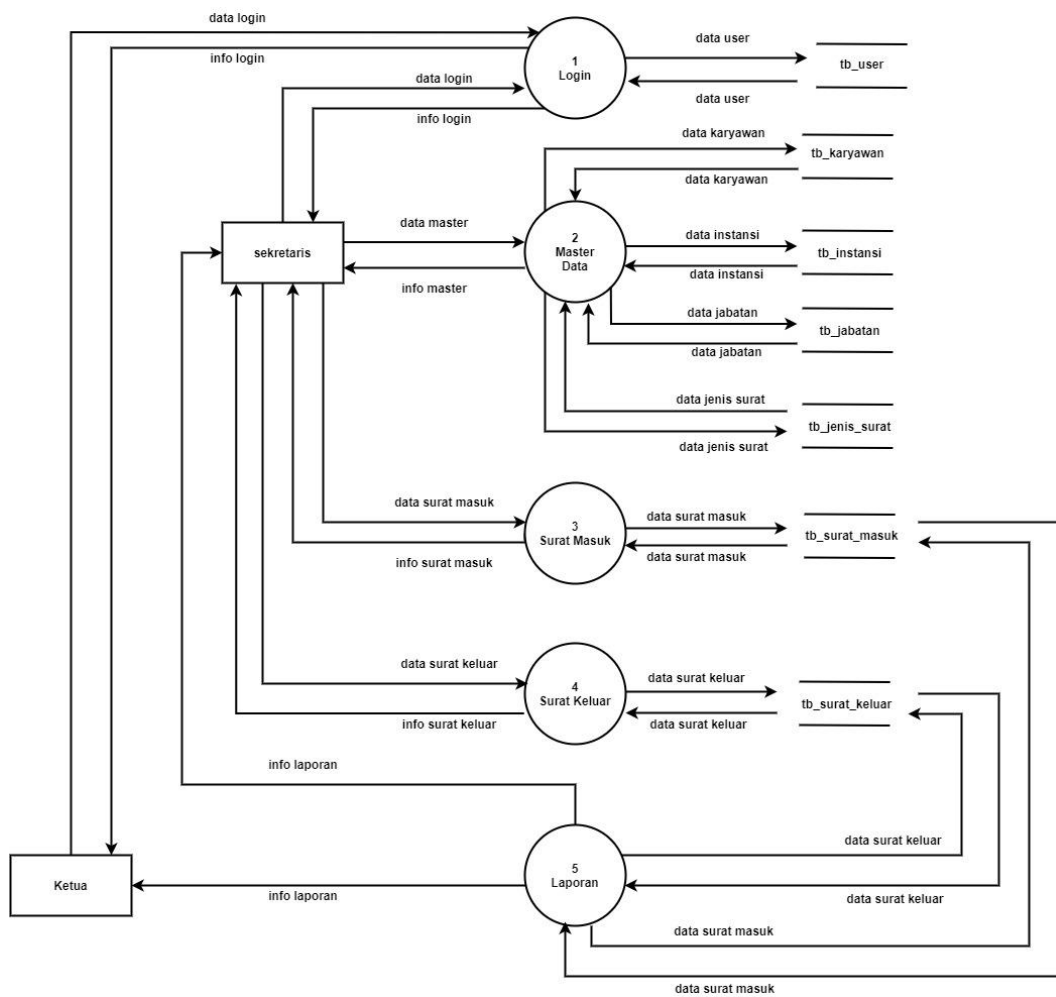 data login
info login
data login
info login
1
Login
data user
data user
tb_user
data karyawan
data karyawan
tb_karyawan
sekretaris
data master
info master
2
Master
Data
data instansi
data instansi
tb_instansi
data jabatan
data jabatan
tb_jabatan
data jenis surat
data jenis surat
tb_jenis_surat
data surat masuk
info surat masuk
3
Surat Masuk
data surat masuk
data surat masuk
tb_surat_masuk
data surat keluar
info surat keluar
4
Surat Keluar
data surat keluar
data surat keluar
tb_surat_keluar
info laporan
Ketua
info laporan
5
Laporan
data surat keluar
data surat keluar
data surat masuk
data surat masuk